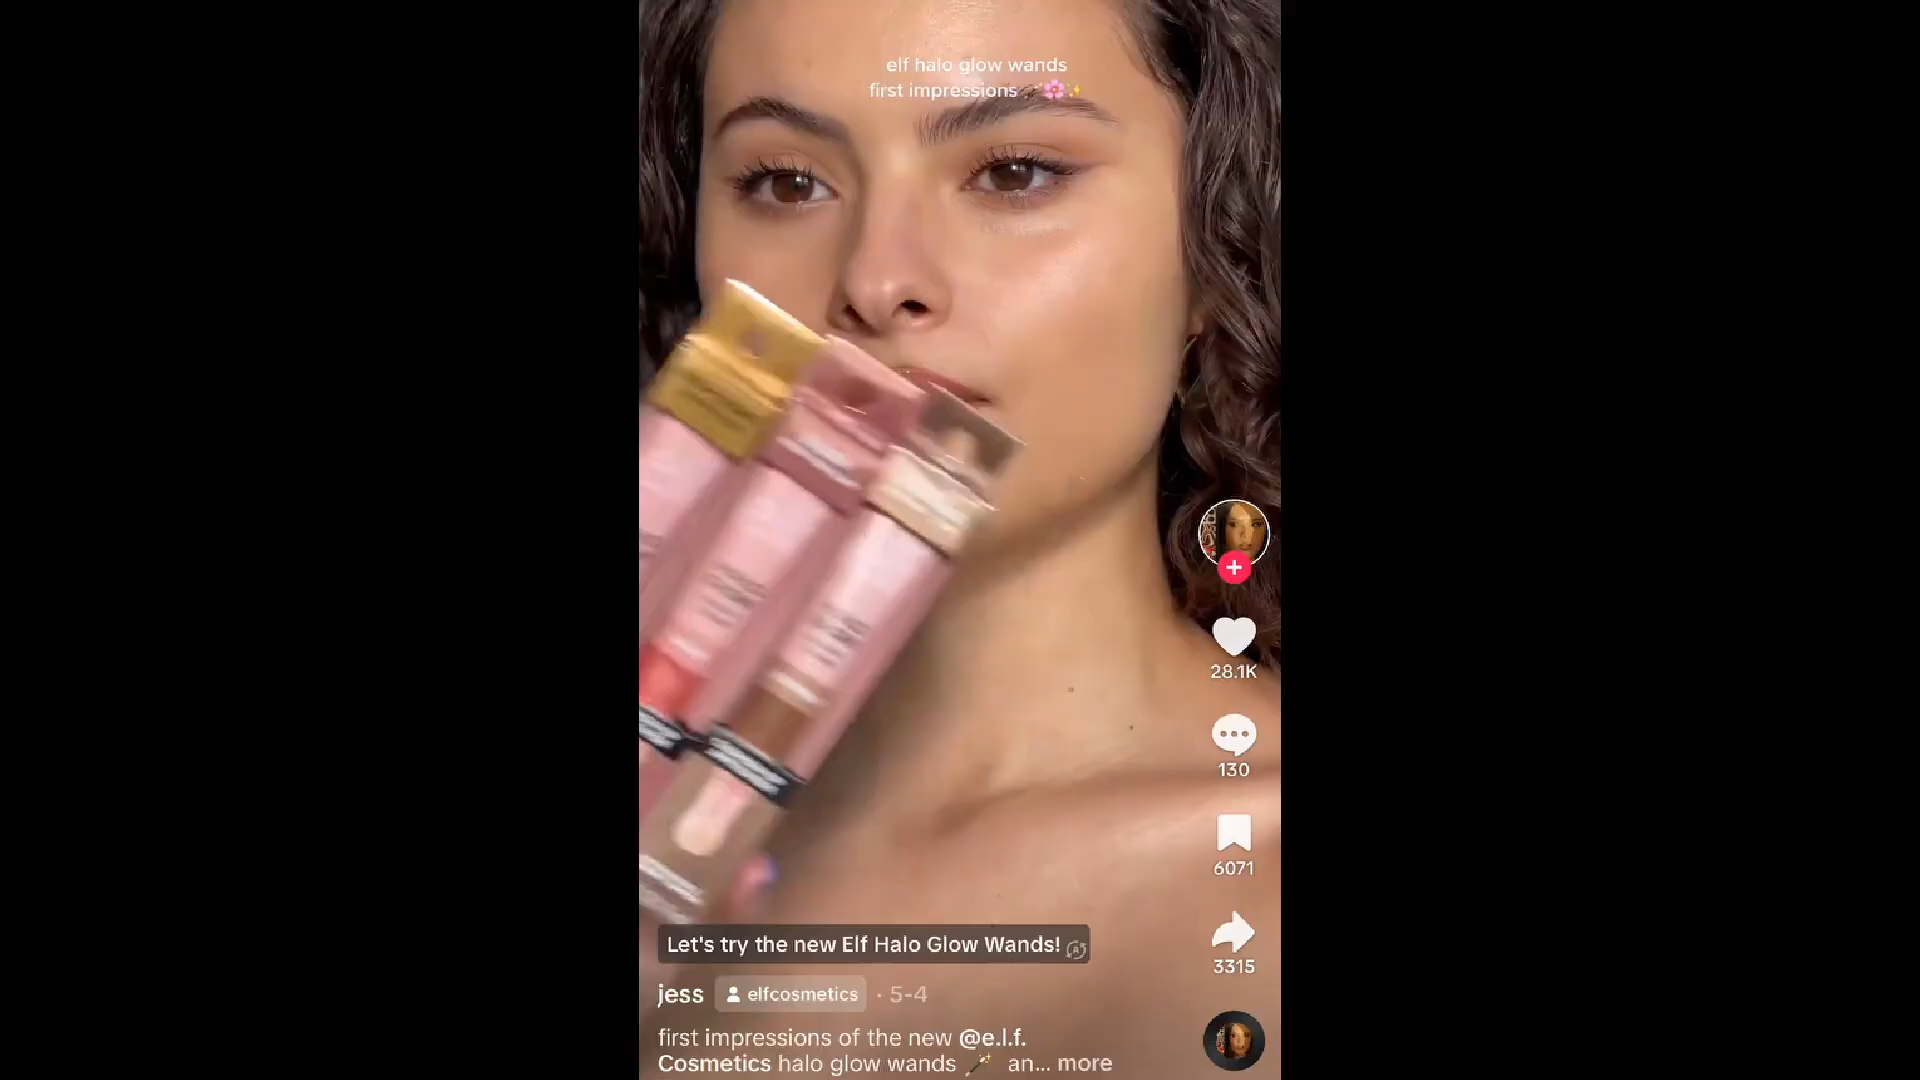 elf halo glow wands
first impressions 🪄🌸✨
28.1K
130
6071
3315
Let's try the new Elf Halo Glow Wands!
jess elfcosmetics · 5-4
first impressions of the new @e.l.f.
Cosmetics halo glow wands 🪄 an... more